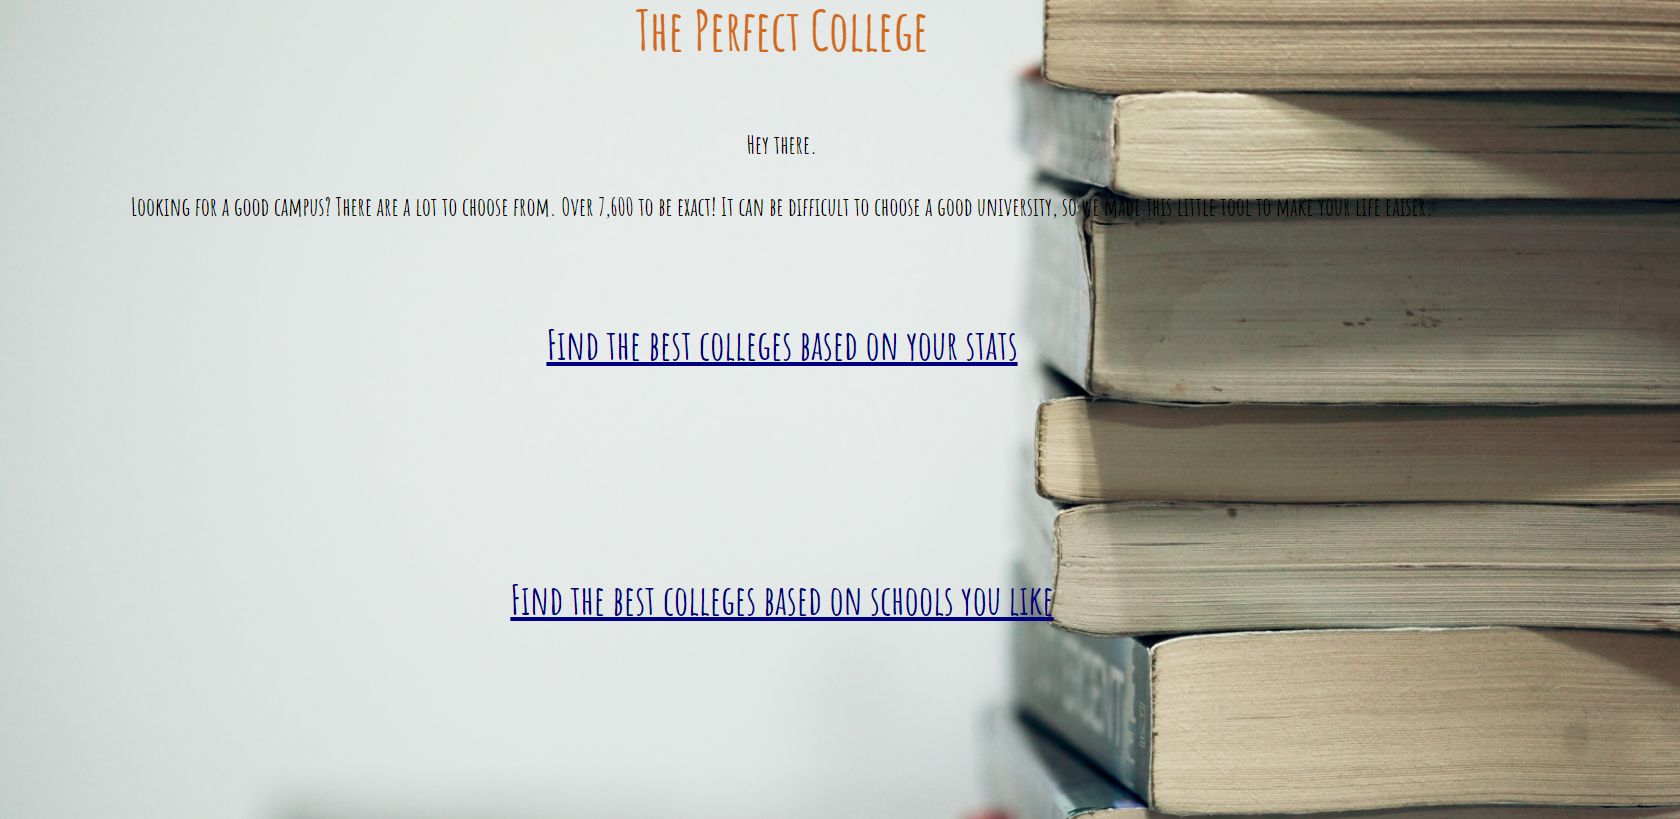 The Perfect College
Hey there.
Looking for a good campus? There are a lot to choose from. Over 7,600 to be exact! It can be difficult to choose a good university, so we made this little tool to make your life eaiser.
Find the best colleges based on your stats
Find the best colleges based on schools you like